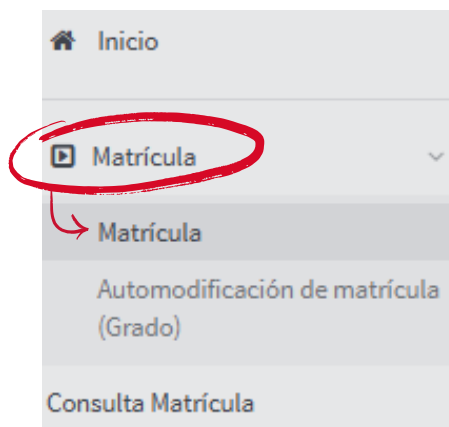 Inicio
Matrícula
Matrícula
Automodificación de matrícula
(Grado)
Consulta Matrícula